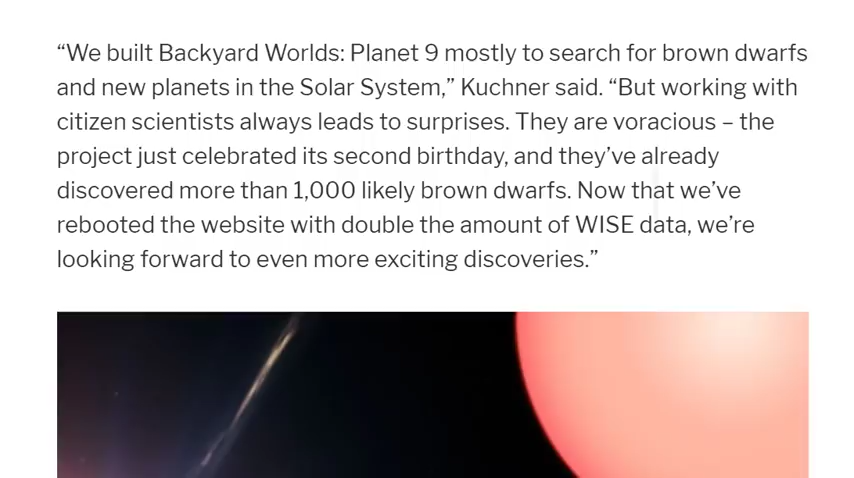 “We built Backyard Worlds: Planet 9 mostly to search for brown dwarfs
and new planets in the Solar System,” Kuchner said. “But working with
citizen scientists always leads to surprises. They are voracious – the
project just celebrated its second birthday, and they’ve already
discovered more than 1,000 likely brown dwarfs. Now that we’ve
rebooted the website with double the amount of WISE data, we’re
looking forward to even more exciting discoveries.”